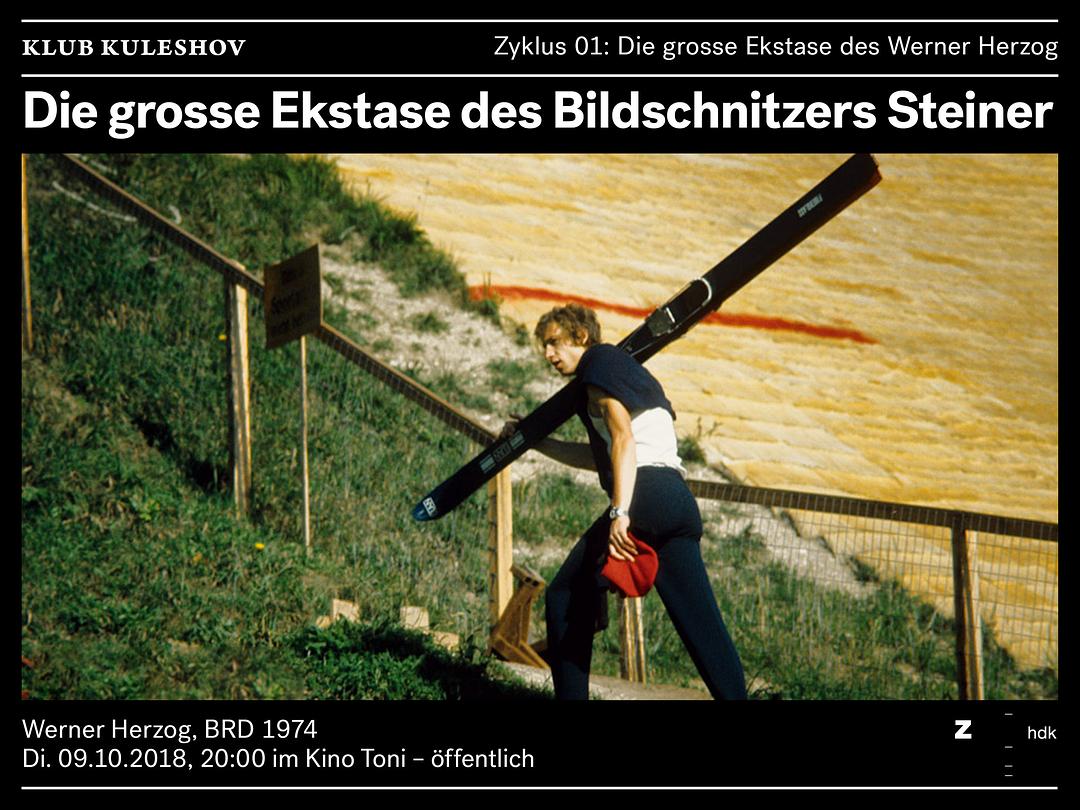 KLUB KULESHOV
Zyklus 01: Die grosse Ekstase des Werner Herzog
Die grosse Ekstase des Bildschnitzers Steiner
Werner Herzog, BRD 1974
Di. 09.10.2018, 20:00 im Kino Toni – öffentlich
Z hdk